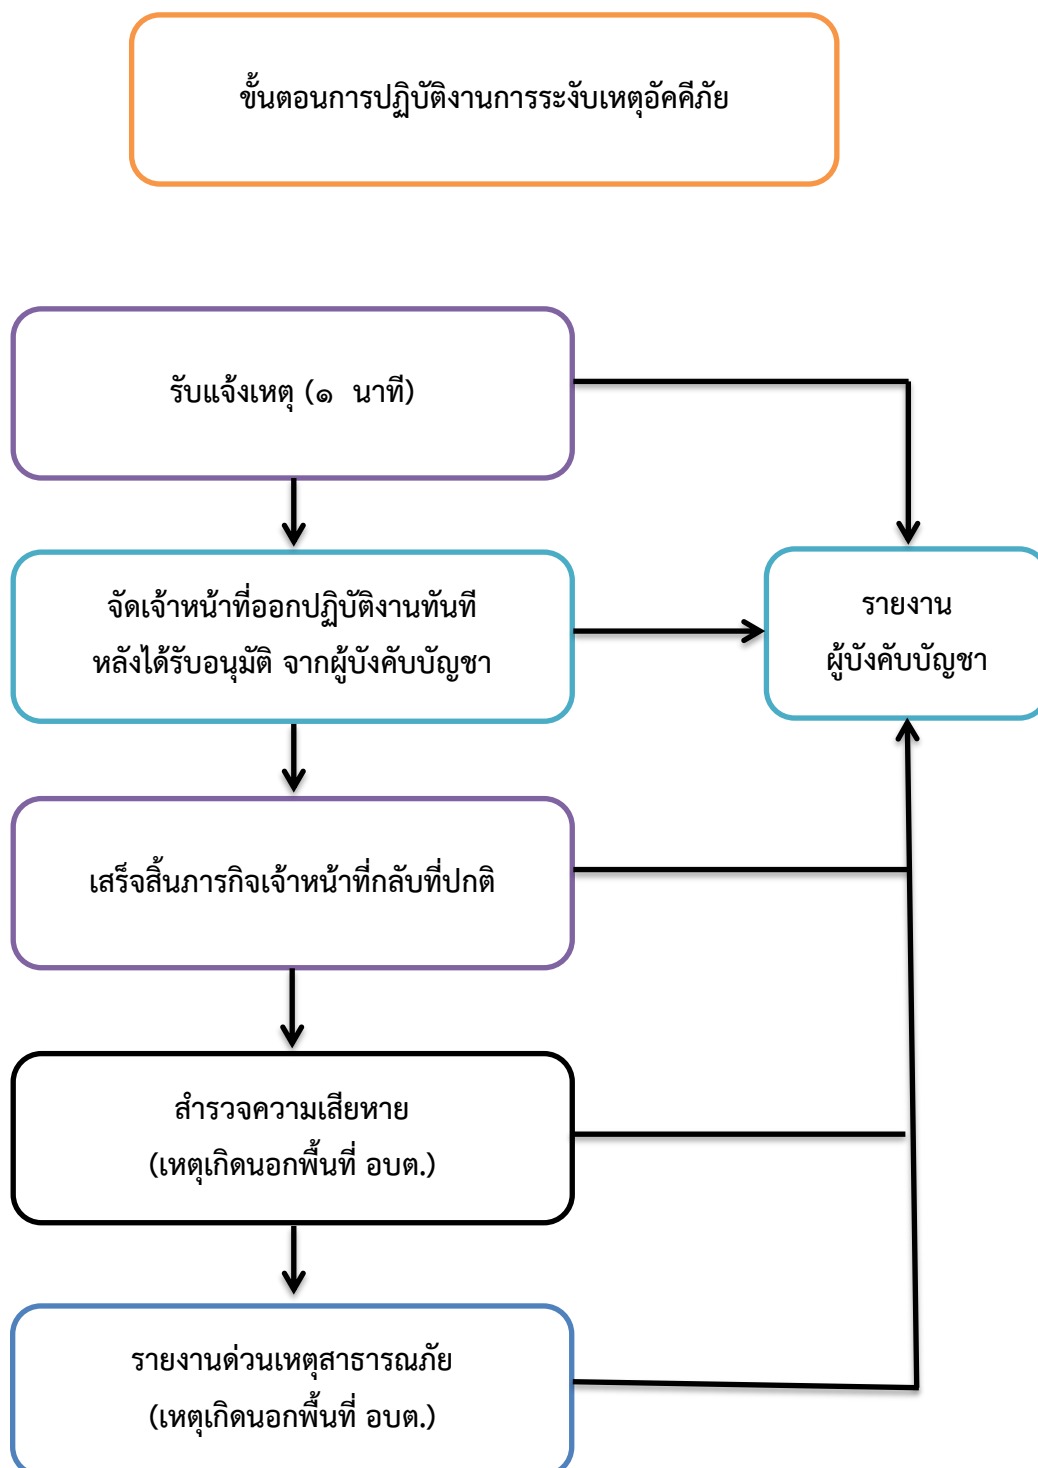 ขั้นตอนการปฏิบัติงานการระงับเหตุอัคคีภัย
รับแจ้งเหตุ (๑ นาที)
จัดเจ้าหน้าที่ออกปฏิบัติงานทันที
หลังได้รับอนุมัติ จากผู้บังคับบัญชา
รายงาน
ผู้บังคับบัญชา
เสร็จสิ้นภารกิจเจ้าหน้าที่กลับที่ปกติ
สำรวจความเสียหาย
(เหตุเกิดนอกพื้นที่ อบต.)
รายงานด่วนเหตุสาธารณภัย
(เหตุเกิดนอกพื้นที่ อบต.)